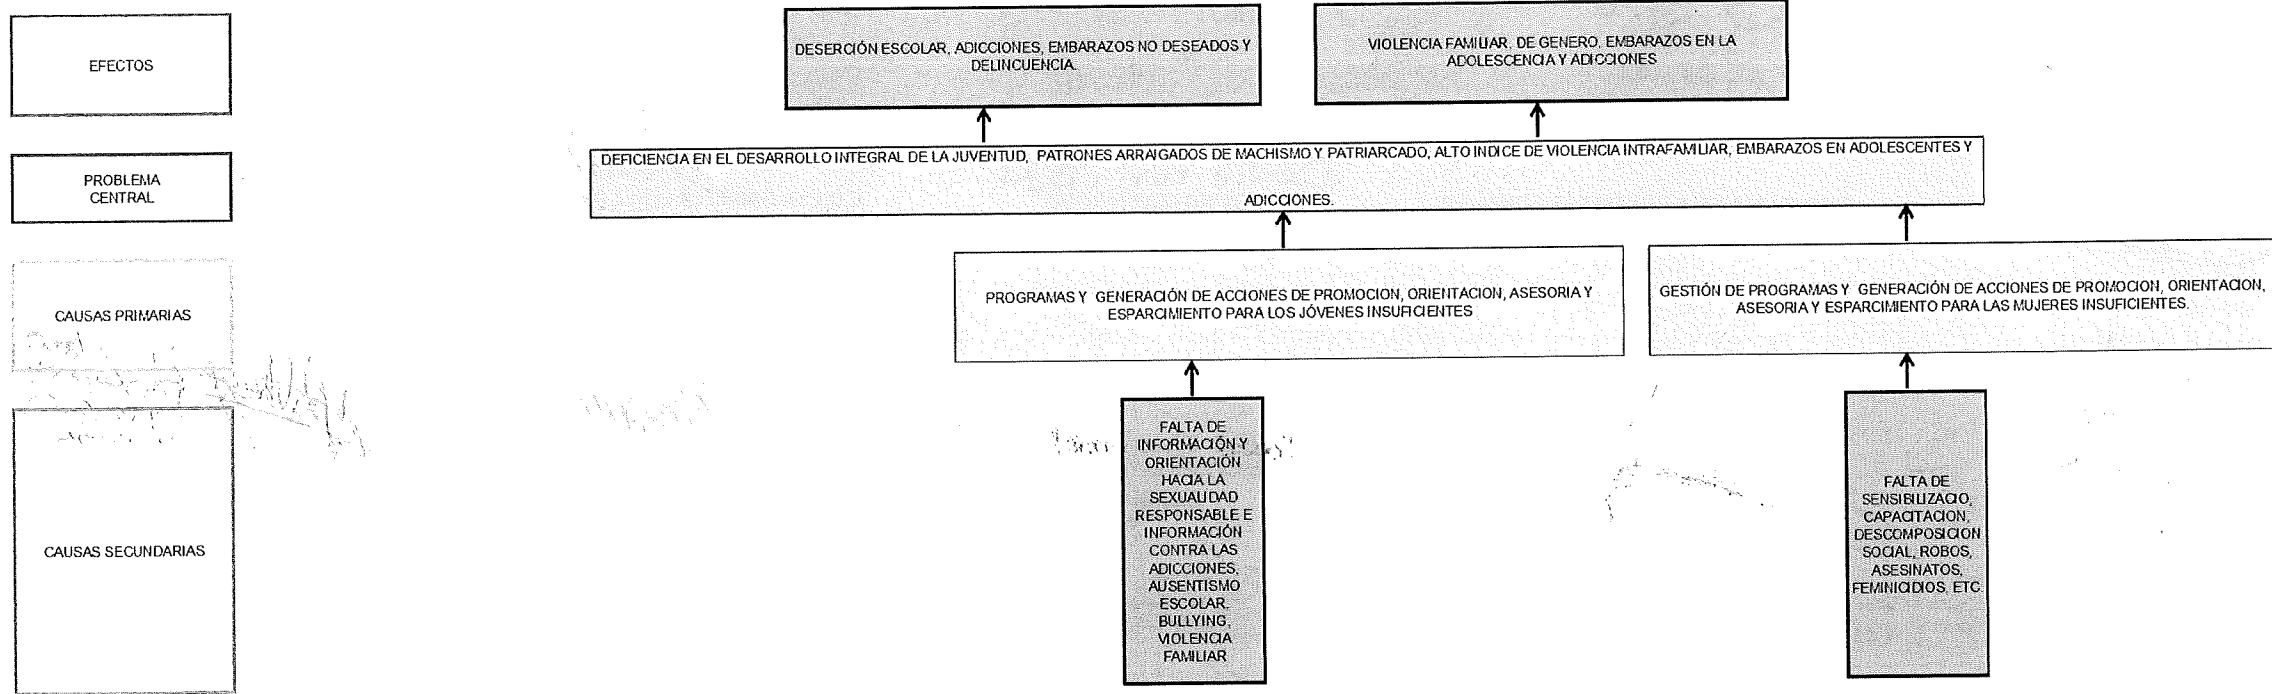 EFECTOS
DESERCIÓN ESCOLAR, ADICCIONES, EMBARAZOS NO DESEADOS Y
DELINCUENCIA.
VIOLENCIA FAMILIAR, DE GENERO, EMBARAZOS EN LA
ADOLESCENCIA Y ADICCIONES
PROBLEMA
CENTRAL
DEFICIENCIA EN EL DESARROLLO INTEGRAL DE LA JUVENTUD, PATRONES ARRAIGADOS DE MACHISMO Y PATRIARCADO, ALTO INDICE DE VIOLENCIA INTRAFAMILIAR, EMBARAZOS EN ADOLESCENTES Y
ADICCIONES.
CAUSAS PRIMARIAS
PROGRAMAS Y GENERACIÓN DE ACCIONES DE PROMOCION, ORIENTACION, ASESORIA Y
ESPARCIMIENTO PARA LOS JÓVENES INSUFICIENTES
GESTIÓN DE PROGRAMAS Y GENERACIÓN DE ACCIONES DE PROMOCION, ORIENTACION,
ASESORIA Y ESPARCIMIENTO PARA LAS MUJERES INSUFICIENTES.
CAUSAS SECUNDARIAS
FALTA DE
INFORMACIÓN Y
ORIENTACIÓN
HACIA LA
SEXUALIDAD
RESPONSABLE E
INFORMACIÓN
CONTRA LAS
ADICCIONES,
AUSENTISMO
ESCOLAR,
BULLYING,
VIOLENCIA
FAMILIAR
FALTA DE
SENSIBILIZACIO,
CAPACITACION,
DESCOMPOSICION
SOCIAL, ROBOS,
ASESINATOS,
FEMINICIDIOS, ETC